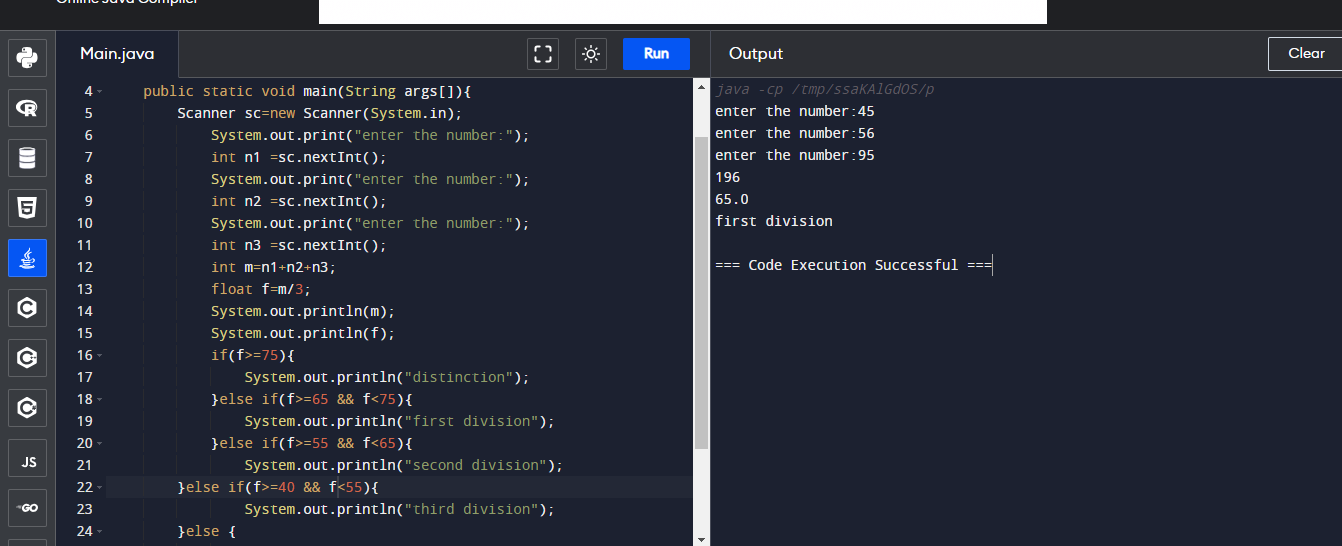 Online Java Compiler
Main.java
Run
Output
Clear
4 public static void main(String args[]){
5 Scanner sc=new Scanner(System.in);
6 System.out.print("enter the number:");
7 int n1 =sc.nextInt();
8 System.out.print("enter the number:");
9 int n2 =sc.nextInt();
10 System.out.print("enter the number:");
11 int n3 =sc.nextInt();
12 int m=n1+n2+n3;
13 float f=m/3;
14 System.out.println(m);
15 System.out.println(f);
16 if(f>=75){
17 System.out.println("distinction");
18 }else if(f>=65 && f<75){
19 System.out.println("first division");
20 }else if(f>=55 && f<65){
21 System.out.println("second division");
22 }else if(f>=40 && f<55){
23 System.out.println("third division");
24 }else {
java -cp /tmp/ssaKAlGdOS/p
enter the number:45
enter the number:56
enter the number:95
196
65.0
first division
=== Code Execution Successful ===
R
5
C
C
C
JS
GO